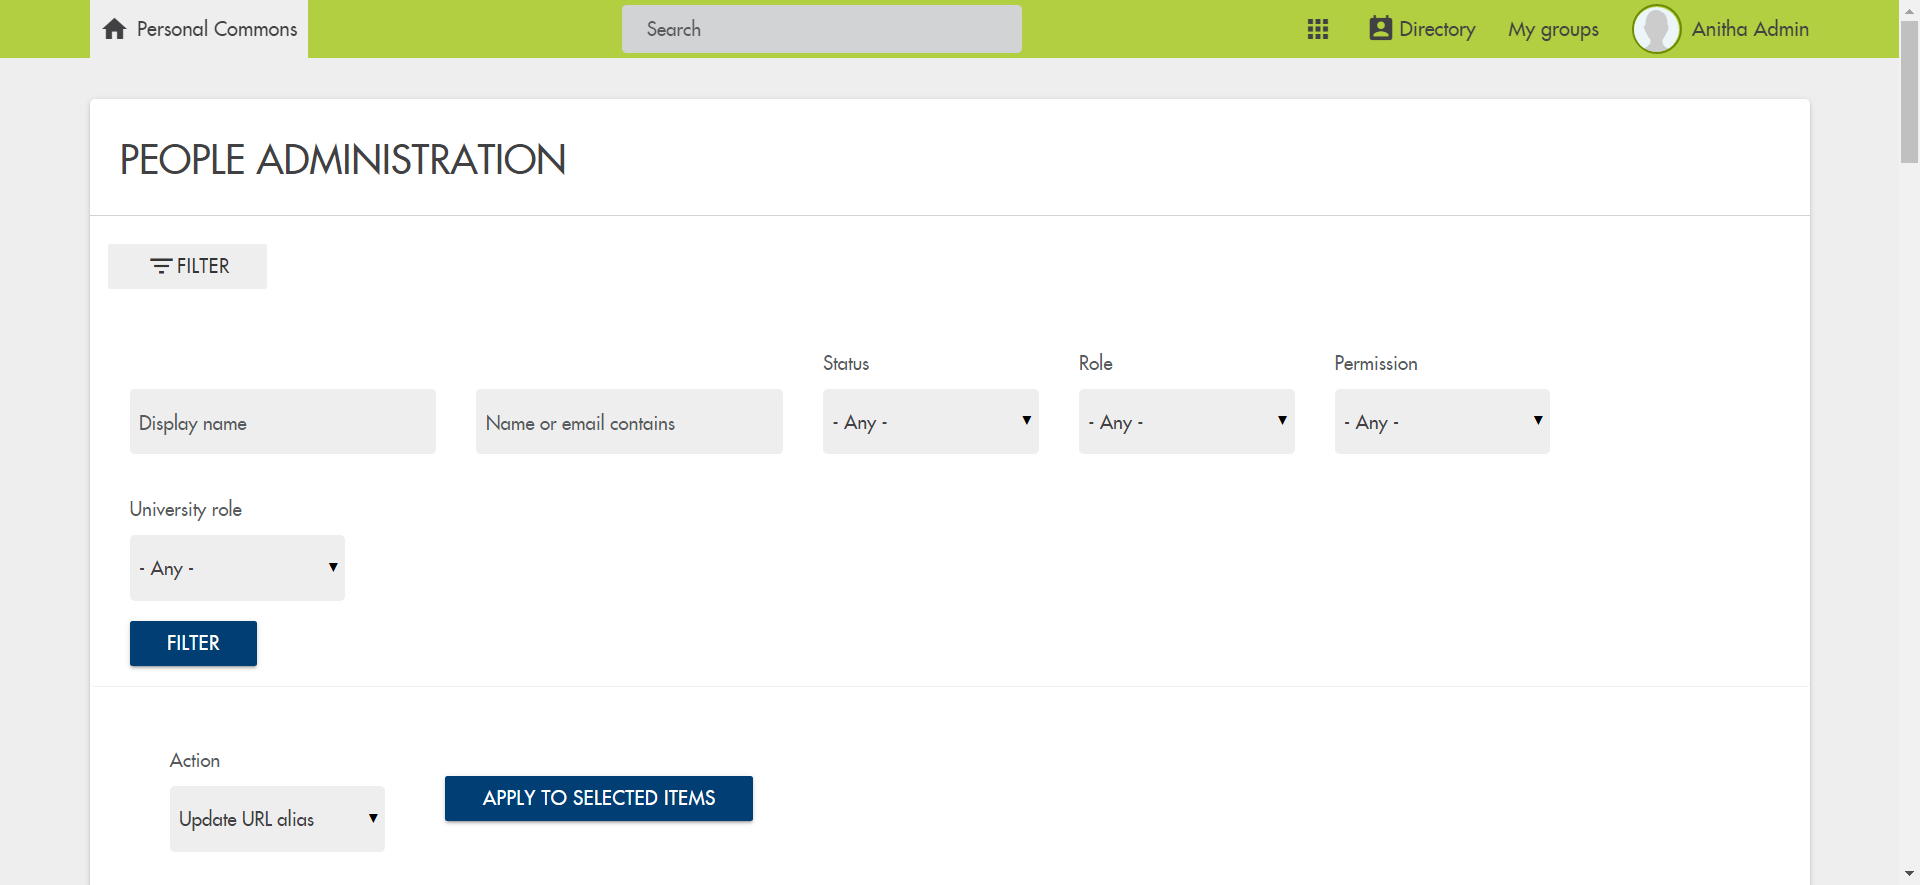 Personal Commons
Search
Directory
My groups
Anitha Admin
PEOPLE ADMINISTRATION
FILTER
Status
Role
Permission
Display name
Name or email contains
- Any -
- Any -
- Any -
University role
- Any -
FILTER
Action
Update URL alias
APPLY TO SELECTED ITEMS